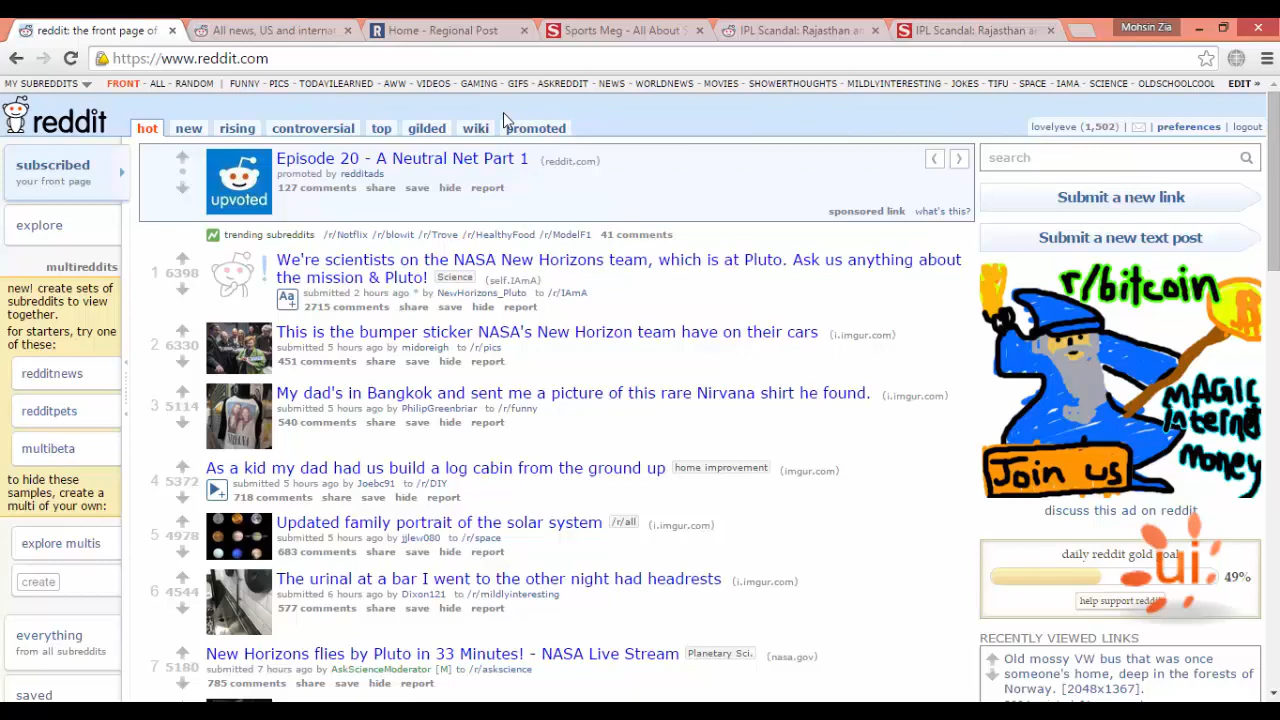 reddit: the front page of
All news, US and interna
Home - Regional Post
Sports Meg - All About S
IPL Scandal: Rajasthan an
IPL Scandal: Rajasthan an
Mohsin Zia
https://www.reddit.com
MY SUBREDDITS FRONT - ALL - RANDOM | FUNNY - PICS - TODAYILEARNED - AWW - VIDEOS - GAMING - GIFS - ASKREDDIT - NEWS - WORLDNEWS - MOVIES - SHOWERTHOUGHTS - MILDLYINTERESTING - JOKES - TIFU - SPACE - IAMA - SCIENCE - OLDSCHOOLCOOL EDIT »
reddit hot new rising controversial top gilded wiki promoted
lovelyeve (1,502) | preferences | logout
subscribed
your front page
explore
multireddits
new! create sets of
subreddits to view
together.
for starters, try one
of these:
redditnews
redditpets
multibeta
to hide these
samples, create a
multi of your own:
explore multis
create
everything
from all subreddits
saved
upvoted
Episode 20 - A Neutral Net Part 1 (reddit.com)
promoted by redditads
127 comments share save hide report
sponsored link what's this?
trending subreddits /r/Notflix /r/blowit /r/Trove /r/HealthyFood /r/ModelF1 41 comments
1 6398 We're scientists on the NASA New Horizons team, which is at Pluto. Ask us anything about
the mission & Pluto! Science (self.IAmA)
Aa+ submitted 2 hours ago * by NewHorizons_Pluto to /r/IAmA
2715 comments share save hide report
2 6330 This is the bumper sticker NASA's New Horizon team have on their cars (i.imgur.com)
submitted 5 hours ago by midoreigh to /r/pics
451 comments share save hide report
3 5114 My dad's in Bangkok and sent me a picture of this rare Nirvana shirt he found. (i.imgur.com)
submitted 5 hours ago by PhilipGreenbriar to /r/funny
540 comments share save hide report
4 5372 As a kid my dad had us build a log cabin from the ground up home improvement (imgur.com)
submitted 5 hours ago by Joebc91 to /r/DIY
718 comments share save hide report
5 4978 Updated family portrait of the solar system /r/all (i.imgur.com)
submitted 5 hours ago by jjlew080 to /r/space
683 comments share save hide report
6 4544 The urinal at a bar I went to the other night had headrests (i.imgur.com)
submitted 6 hours ago by Dixon121 to /r/mildlyinteresting
577 comments share save hide report
7 5180 New Horizons flies by Pluto in 33 Minutes! - NASA Live Stream Planetary Sci. (nasa.gov)
submitted 7 hours ago by AskScienceModerator [M] to /r/askscience
785 comments share save hide report
search
Submit a new link
Submit a new text post
r/bitcoin
MAGIC
internet
money
Join us
discuss this ad on reddit
daily reddit gold goal
49%
help support reddit
ui
RECENTLY VIEWED LINKS
Old mossy VW bus that was once
someone's home, deep in the forests of
Norway. [2048x1367].